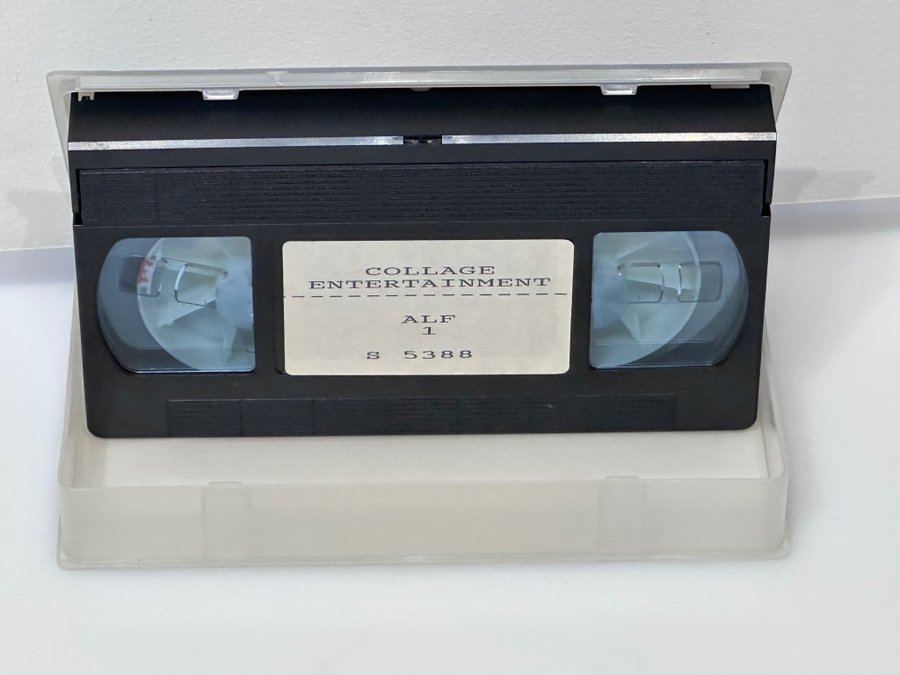 COLLAGE
ENTERTAINMENT
ALF
1
S 5388